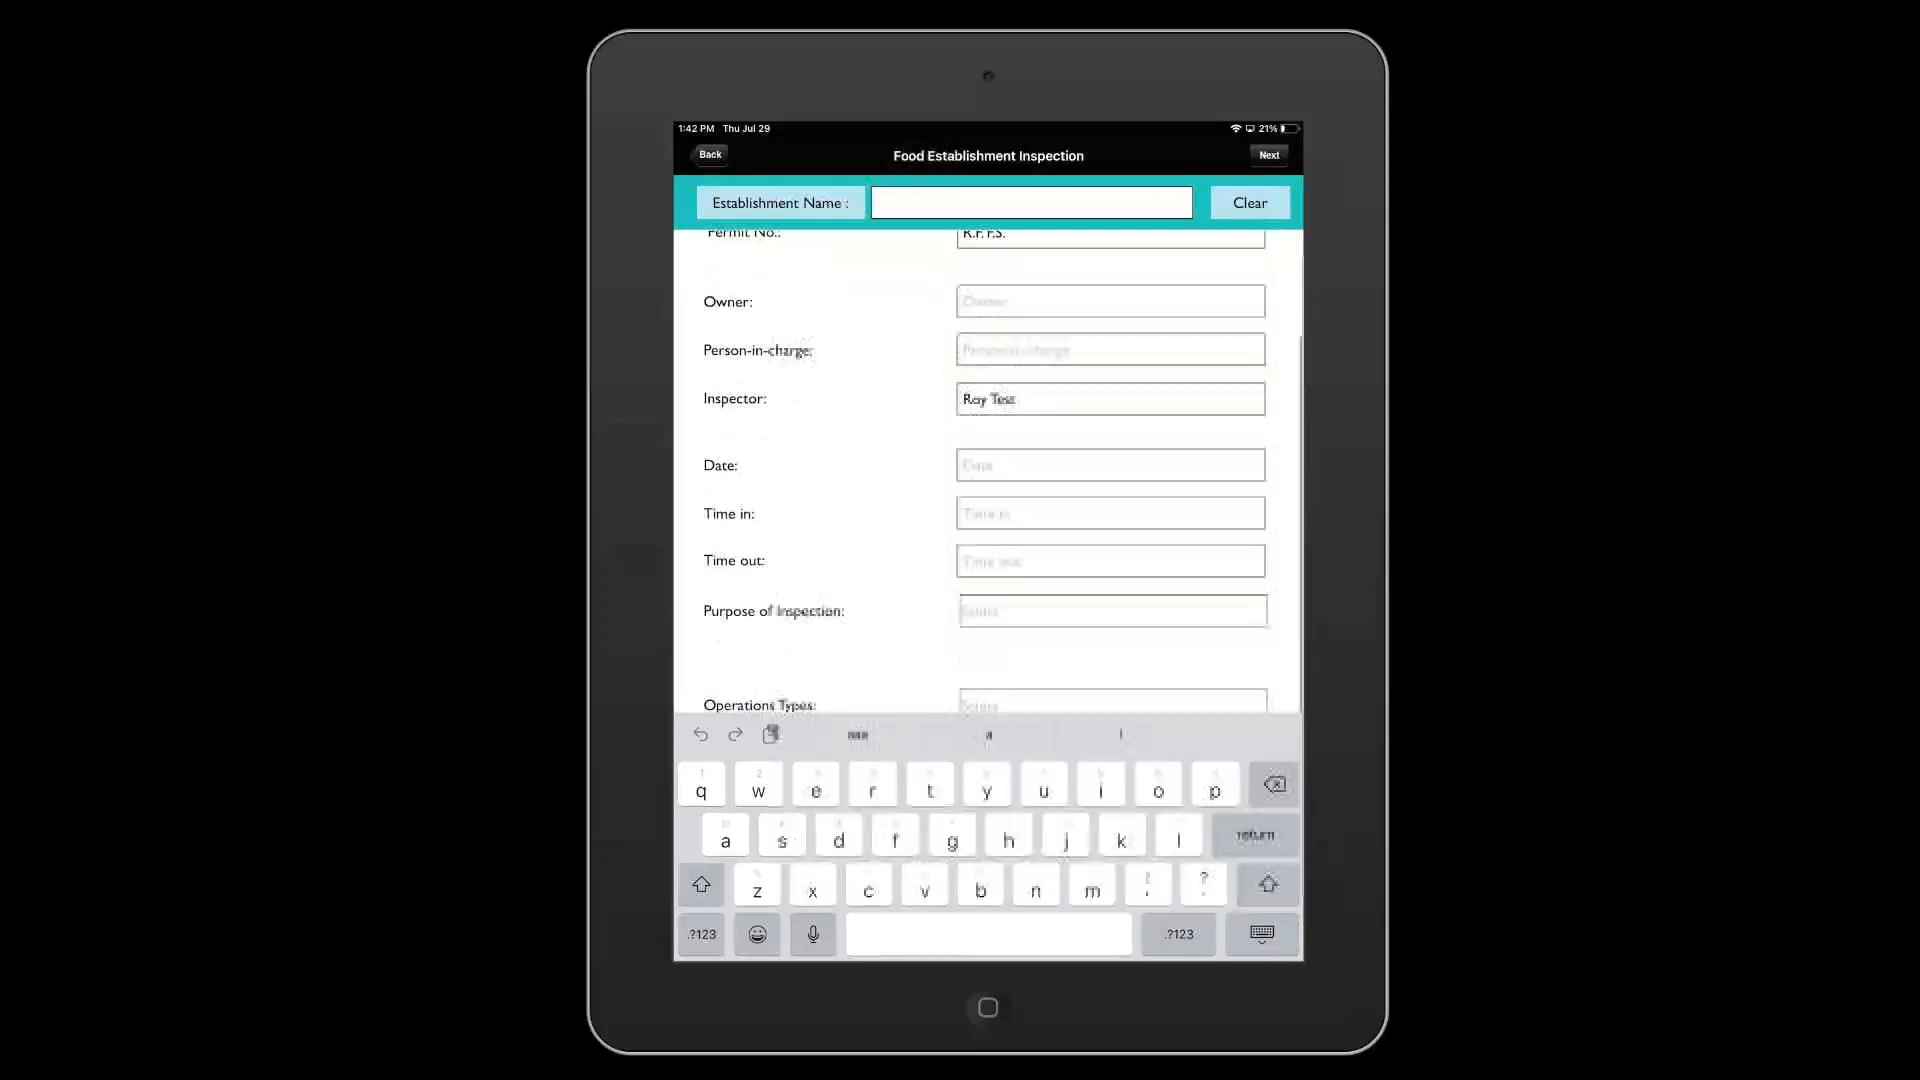 1:42 PM Thu Jul 29 21%
Back Food Establishment Inspection Next
Establishment Name : Clear
Permit No.: R.F. F.S.
Owner: Owner
Person-in-charge: Person-in-charge
Inspector: Roy Test
Date: Date
Time in: Time in
Time out: Time out
Purpose of Inspection:
Operations Types:
a I
q w e r t y u i o p
a s d f g h j k l return
z x c v b n m ! , ?
.?123 .?123